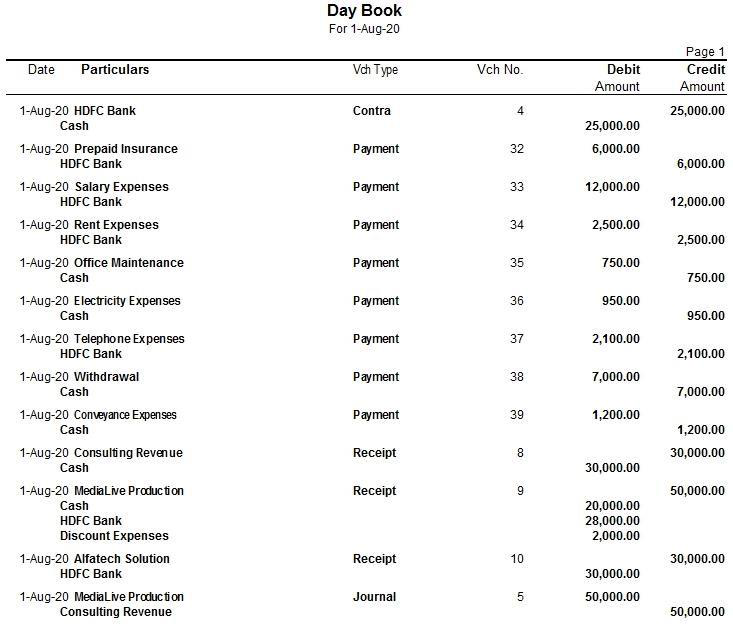 Day Book
For 1-Aug-20
Page 1
Date Particulars Vch Type Vch No. Debit Credit
Amount Amount
1-Aug-20 HDFC Bank Contra 4 25,000.00
Cash 25,000.00
1-Aug-20 Prepaid Insurance Payment 32 6,000.00
HDFC Bank 6,000.00
1-Aug-20 Salary Expenses Payment 33 12,000.00
HDFC Bank 12,000.00
1-Aug-20 Rent Expenses Payment 34 2,500.00
HDFC Bank 2,500.00
1-Aug-20 Office Maintenance Payment 35 750.00
Cash 750.00
1-Aug-20 Electricity Expenses Payment 36 950.00
Cash 950.00
1-Aug-20 Telephone Expenses Payment 37 2,100.00
HDFC Bank 2,100.00
1-Aug-20 Withdrawal Payment 38 7,000.00
Cash 7,000.00
1-Aug-20 Conveyance Expenses Payment 39 1,200.00
Cash 1,200.00
1-Aug-20 Consulting Revenue Receipt 8 30,000.00
Cash 30,000.00
1-Aug-20 MediaLive Production Receipt 9 50,000.00
Cash 20,000.00
HDFC Bank 28,000.00
Discount Expenses 2,000.00
1-Aug-20 Alfatech Solution Receipt 10 30,000.00
HDFC Bank 30,000.00
1-Aug-20 MediaLive Production Journal 5 50,000.00
Consulting Revenue 50,000.00